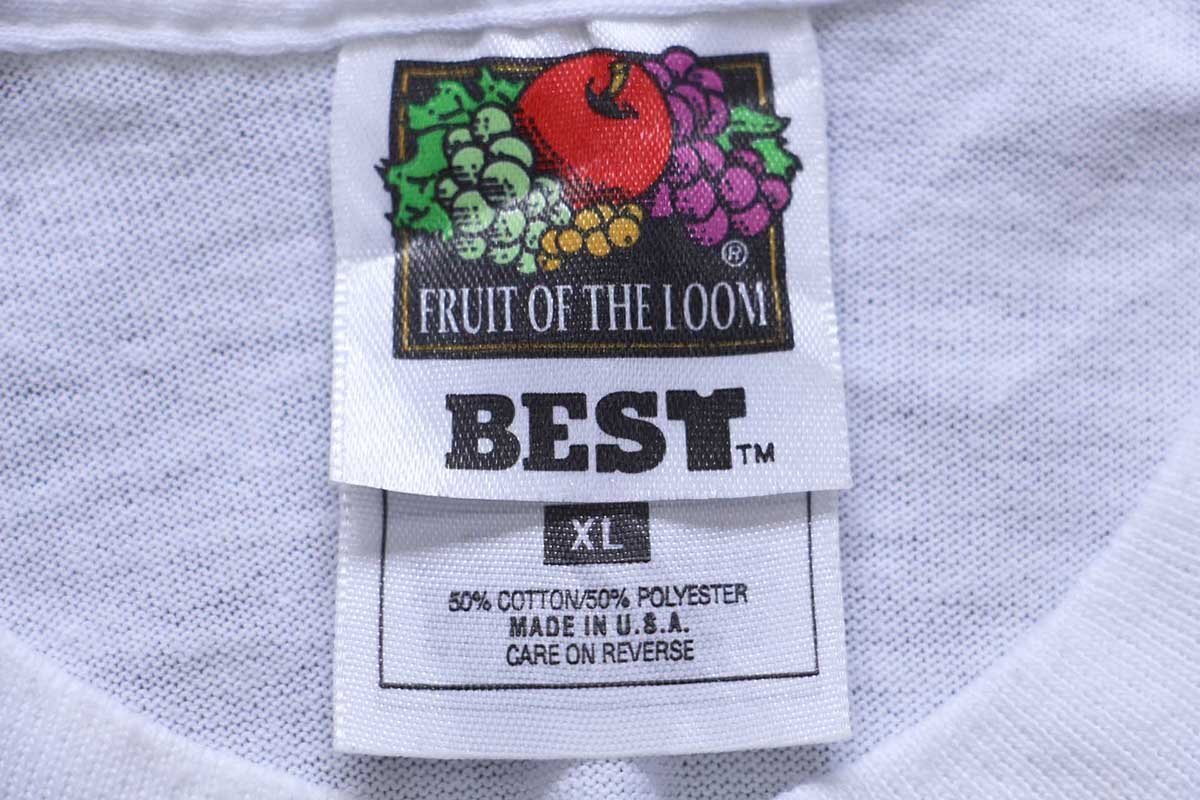 ®
FRUIT OF THE LOOM
BEST™
XL
50% COTTON/50% POLYESTER
MADE IN U.S.A.
CARE ON REVERSE